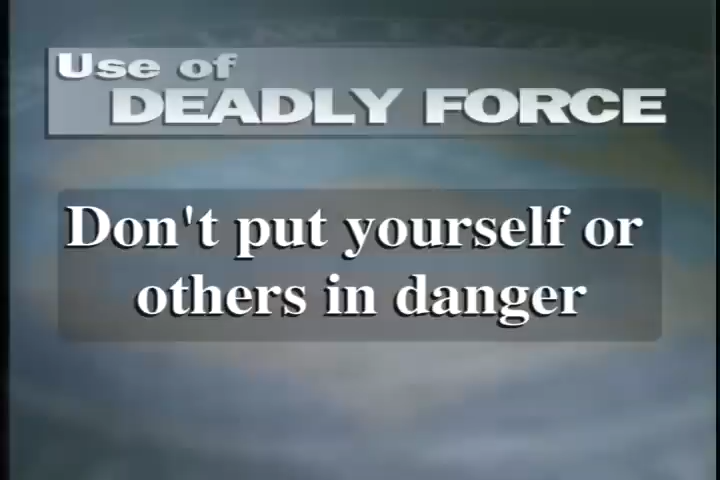 Use of
DEADLY FORCE
Don't put yourself or
others in danger